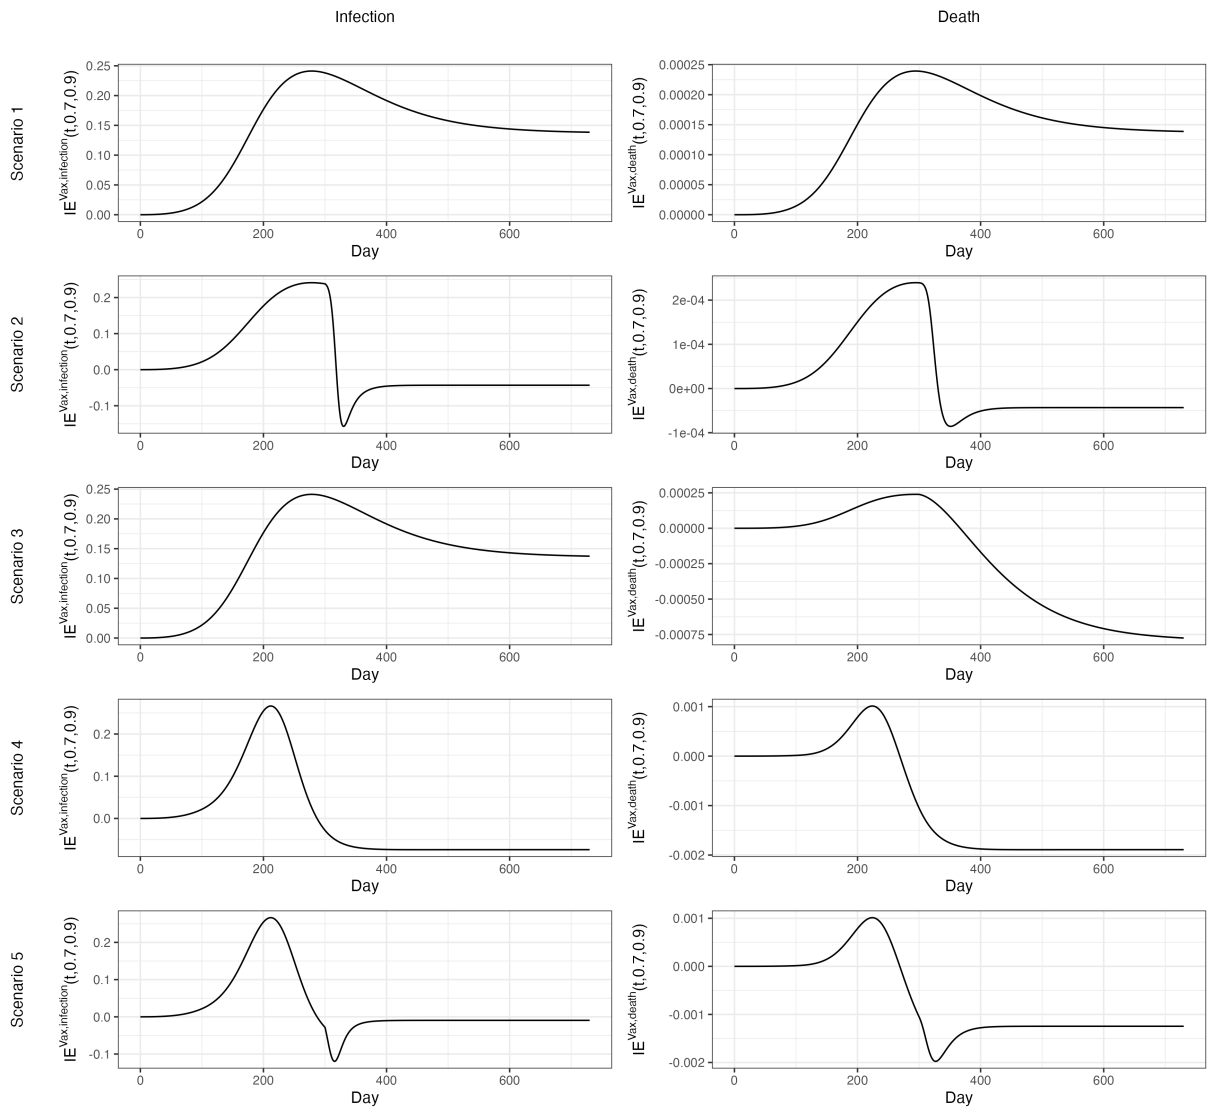 Infection Death
Scenario 1
IE^Vax,infection(t,0.7,0.9)
0.25
0.20
0.15
0.10
0.05
0.00
0 200 400 600
Day
IE^Vax,death(t,0.7,0.9)
0.00025
0.00020
0.00015
0.00010
0.00005
0.00000
0 200 400 600
Day
Scenario 2
IE^Vax,infection(t,0.7,0.9)
0.2
0.1
0.0
-0.1
0 200 400 600
Day
IE^Vax,death(t,0.7,0.9)
2e-04
1e-04
0e+00
-1e-04
0 200 400 600
Day
Scenario 3
IE^Vax,infection(t,0.7,0.9)
0.25
0.20
0.15
0.10
0.05
0.00
0 200 400 600
Day
IE^Vax,death(t,0.7,0.9)
0.00025
0.00000
-0.00025
-0.00050
-0.00075
0 200 400 600
Day
Scenario 4
IE^Vax,infection(t,0.7,0.9)
0.2
0.1
0.0
0 200 400 600
Day
IE^Vax,death(t,0.7,0.9)
0.001
0.000
-0.001
-0.002
0 200 400 600
Day
Scenario 5
IE^Vax,infection(t,0.7,0.9)
0.2
0.1
0.0
-0.1
0 200 400 600
Day
IE^Vax,death(t,0.7,0.9)
0.001
0.000
-0.001
-0.002
0 200 400 600
Day